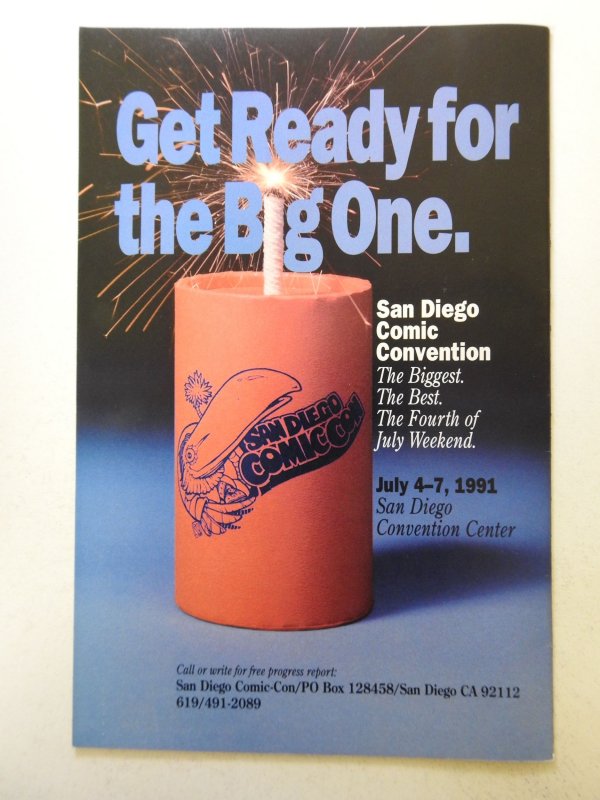 Get Ready for
the Big One.
San Diego
Comic
Convention
The Biggest.
The Best.
The Fourth of
July Weekend.
SAN DIEGO
COMIC CON
July 4–7, 1991
San Diego
Convention Center
Call or write for free progress report:
San Diego Comic-Con/PO Box 128458/San Diego CA 92112
619/491-2089